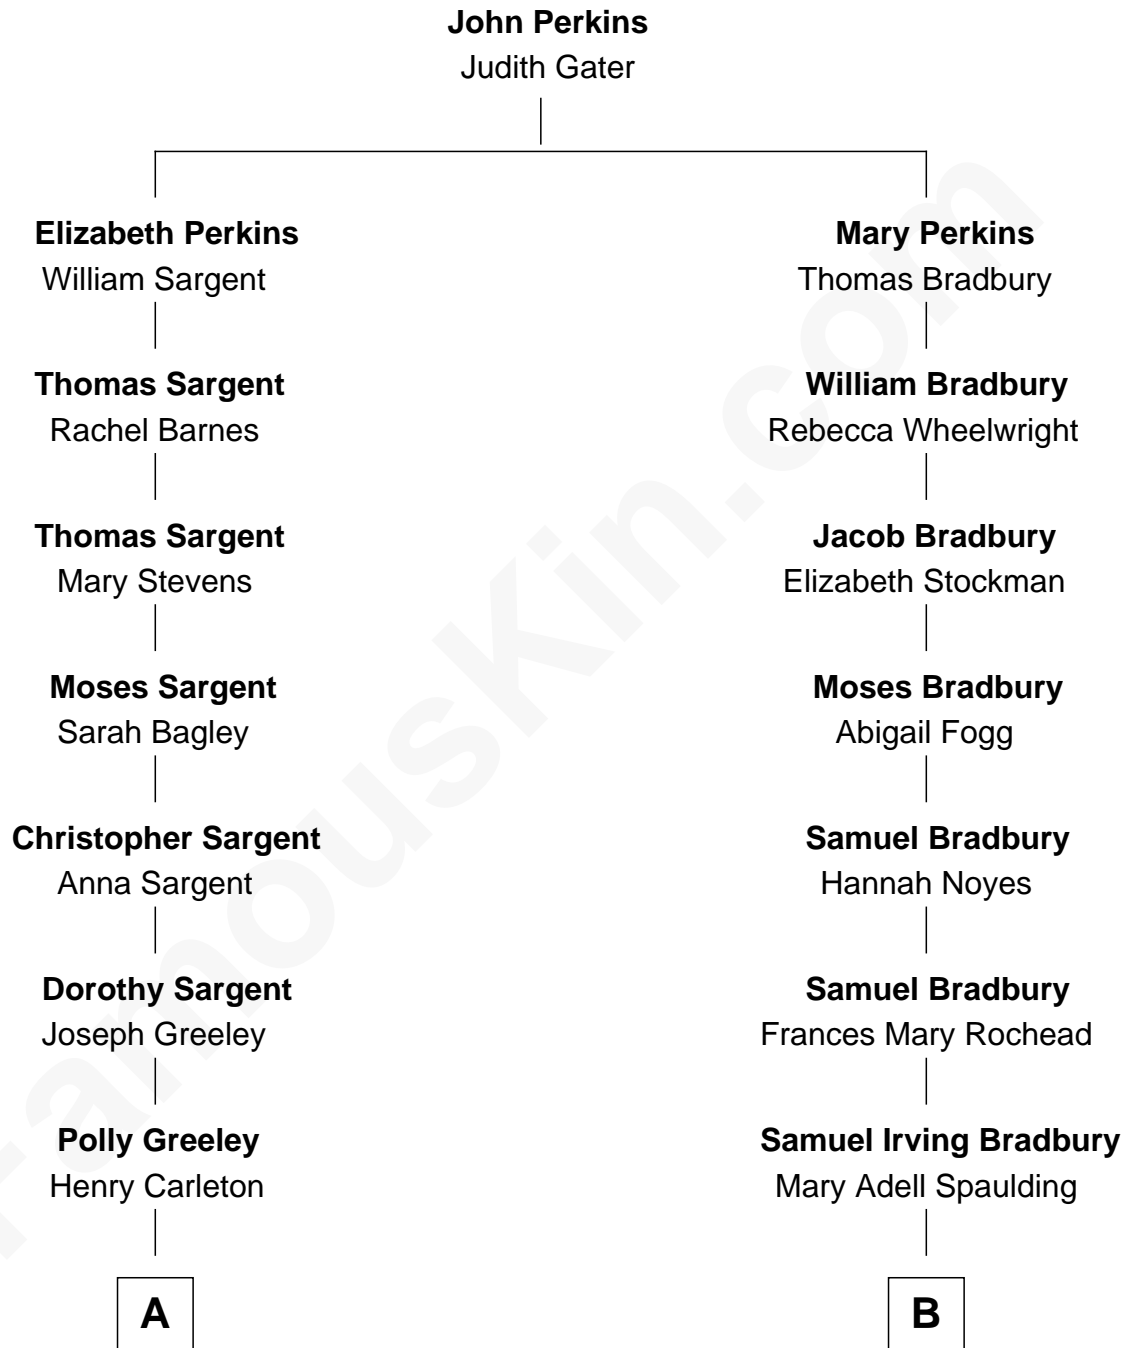 John Perkins
Judith Gater
Elizabeth Perkins
William Sargent
Mary Perkins
Thomas Bradbury
Thomas Sargent
Rachel Barnes
William Bradbury
Rebecca Wheelwright
Thomas Sargent
Mary Stevens
Jacob Bradbury
Elizabeth Stockman
Moses Sargent
Sarah Bagley
Moses Bradbury
Abigail Fogg
Christopher Sargent
Anna Sargent
Samuel Bradbury
Hannah Noyes
Dorothy Sargent
Joseph Greeley
Samuel Bradbury
Frances Mary Rochead
Polly Greeley
Henry Carleton
Samuel Irving Bradbury
Mary Adell Spaulding
A
B
FamousKin.com